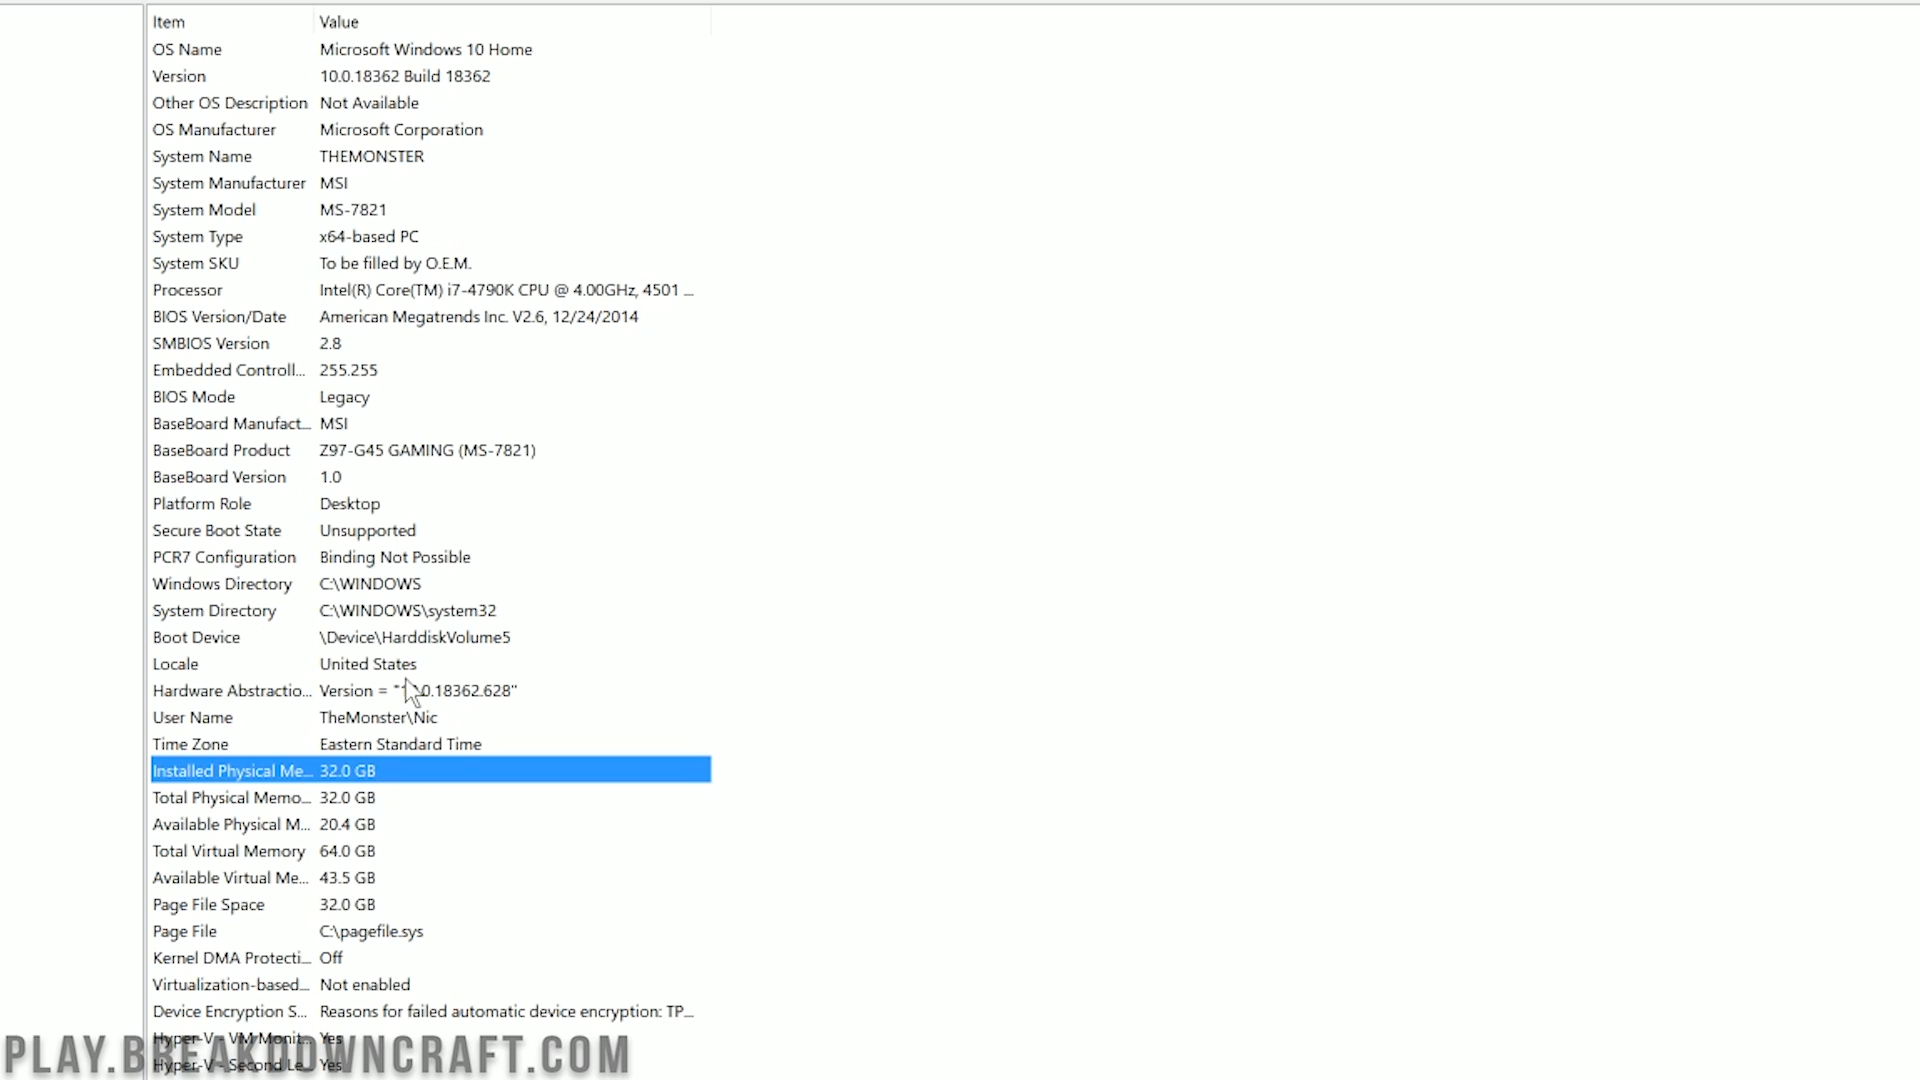 Item Value
OS Name Microsoft Windows 10 Home
Version 10.0.18362 Build 18362
Other OS Description Not Available
OS Manufacturer Microsoft Corporation
System Name THEMONSTER
System Manufacturer MSI
System Model MS-7821
System Type x64-based PC
System SKU To be filled by O.E.M.
Processor Intel(R) Core(TM) i7-4790K CPU @ 4.00GHz, 4501 ...
BIOS Version/Date American Megatrends Inc. V2.6, 12/24/2014
SMBIOS Version 2.8
Embedded Controll... 255.255
BIOS Mode Legacy
BaseBoard Manufact... MSI
BaseBoard Product Z97-G45 GAMING (MS-7821)
BaseBoard Version 1.0
Platform Role Desktop
Secure Boot State Unsupported
PCR7 Configuration Binding Not Possible
Windows Directory C:\WINDOWS
System Directory C:\WINDOWS\system32
Boot Device \Device\HarddiskVolume5
Locale United States
Hardware Abstractio... Version =
User Name TheMonster\Nic
Time Zone Eastern Standard Time
Installed Physical Me... 32.0 GB
Total Physical Memo... 32.0 GB
Available Physical M... 20.4 GB
Total Virtual Memory 64.0 GB
Available Virtual Me... 43.5 GB
Page File Space 32.0 GB
Page File C:\pagefile.sys
Kernel DMA Protecti... Off
Virtualization-based... Not enabled
Device Encryption S... Reasons for failed automatic device encryption: TP...
Hyper-V - VM Monit... Yes
Hyper-V - Second Le... Yes
PLAY.BREAKDOWNCRAFT.COM